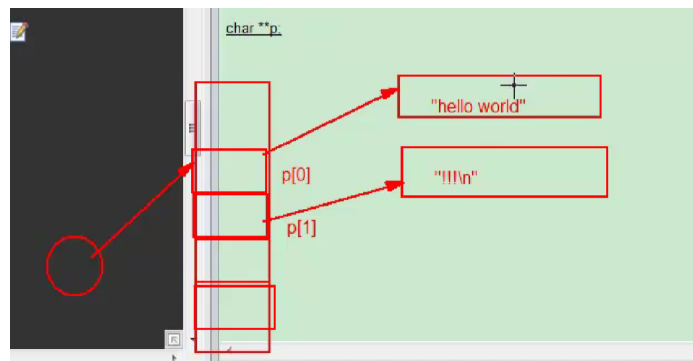 char **p;
"hello world"
p[0]
"!!!\n"
p[1]